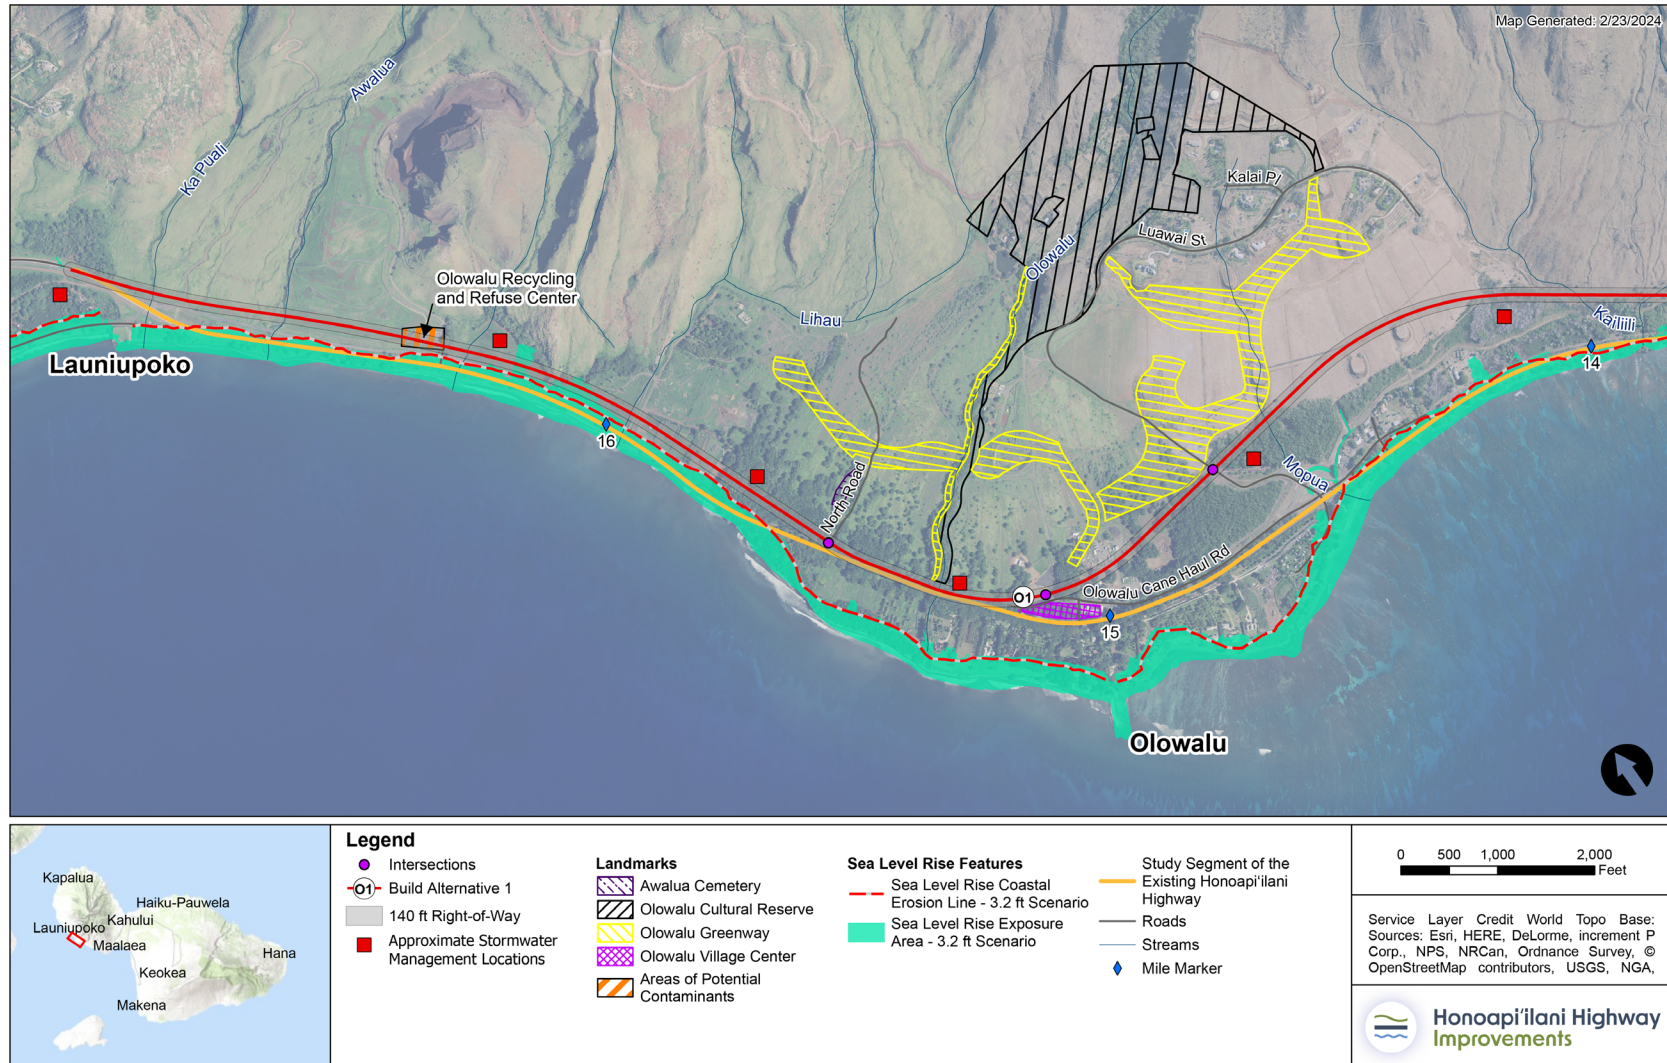 Map Generated: 2/23/2024
Awalua
Ka Puali
Olowalu Recycling
and Refuse Center
Launiupoko
16
Lihau
North Road
Olowalu
Kalai Pl
Luawai St
Kailiili
14
Mopua
Olowalu Cane Haul Rd
O1
15
Olowalu
Kapalua
Haiku-Pauwela
Kahului
Launiupoko
Maalaea
Hana
Keokea
Makena
Legend
Intersections
O1 Build Alternative 1
140 ft Right-of-Way
Approximate Stormwater
Management Locations
Landmarks
Awalua Cemetery
Olowalu Cultural Reserve
Olowalu Greenway
Olowalu Village Center
Areas of Potential
Contaminants
Sea Level Rise Features
Sea Level Rise Coastal
Erosion Line - 3.2 ft Scenario
Sea Level Rise Exposure
Area - 3.2 ft Scenario
Study Segment of the
Existing Honoapiʻilani
Highway
Roads
Streams
Mile Marker
0 500 1,000 2,000
Feet
Service Layer Credit World Topo Base:
Sources: Esri, HERE, DeLorme, increment P
Corp., NPS, NRCan, Ordnance Survey, ©
OpenStreetMap contributors, USGS, NGA,
Honoapiʻilani Highway
Improvements